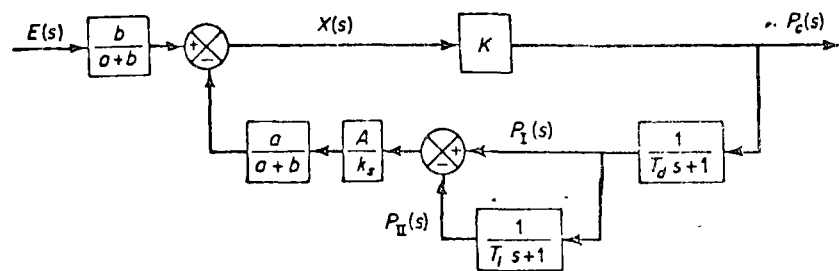 E(s)
b
a+b
+
−
X(s)
K
P_c(s)
a
a+b
A
k_s
+
−
P_I(s)
1
T_d s+1
P_II(s)
1
T_i s+1